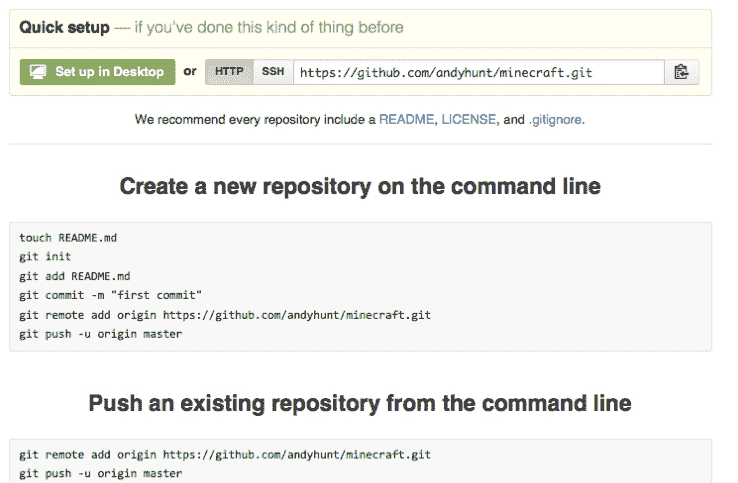 Quick setup — if you've done this kind of thing before
Set up in Desktop or HTTP SSH https://github.com/andyhunt/minecraft.git
We recommend every repository include a README, LICENSE, and .gitignore.
Create a new repository on the command line
touch README.md
git init
git add README.md
git commit -m "first commit"
git remote add origin https://github.com/andyhunt/minecraft.git
git push -u origin master
Push an existing repository from the command line
git remote add origin https://github.com/andyhunt/minecraft.git
git push -u origin master